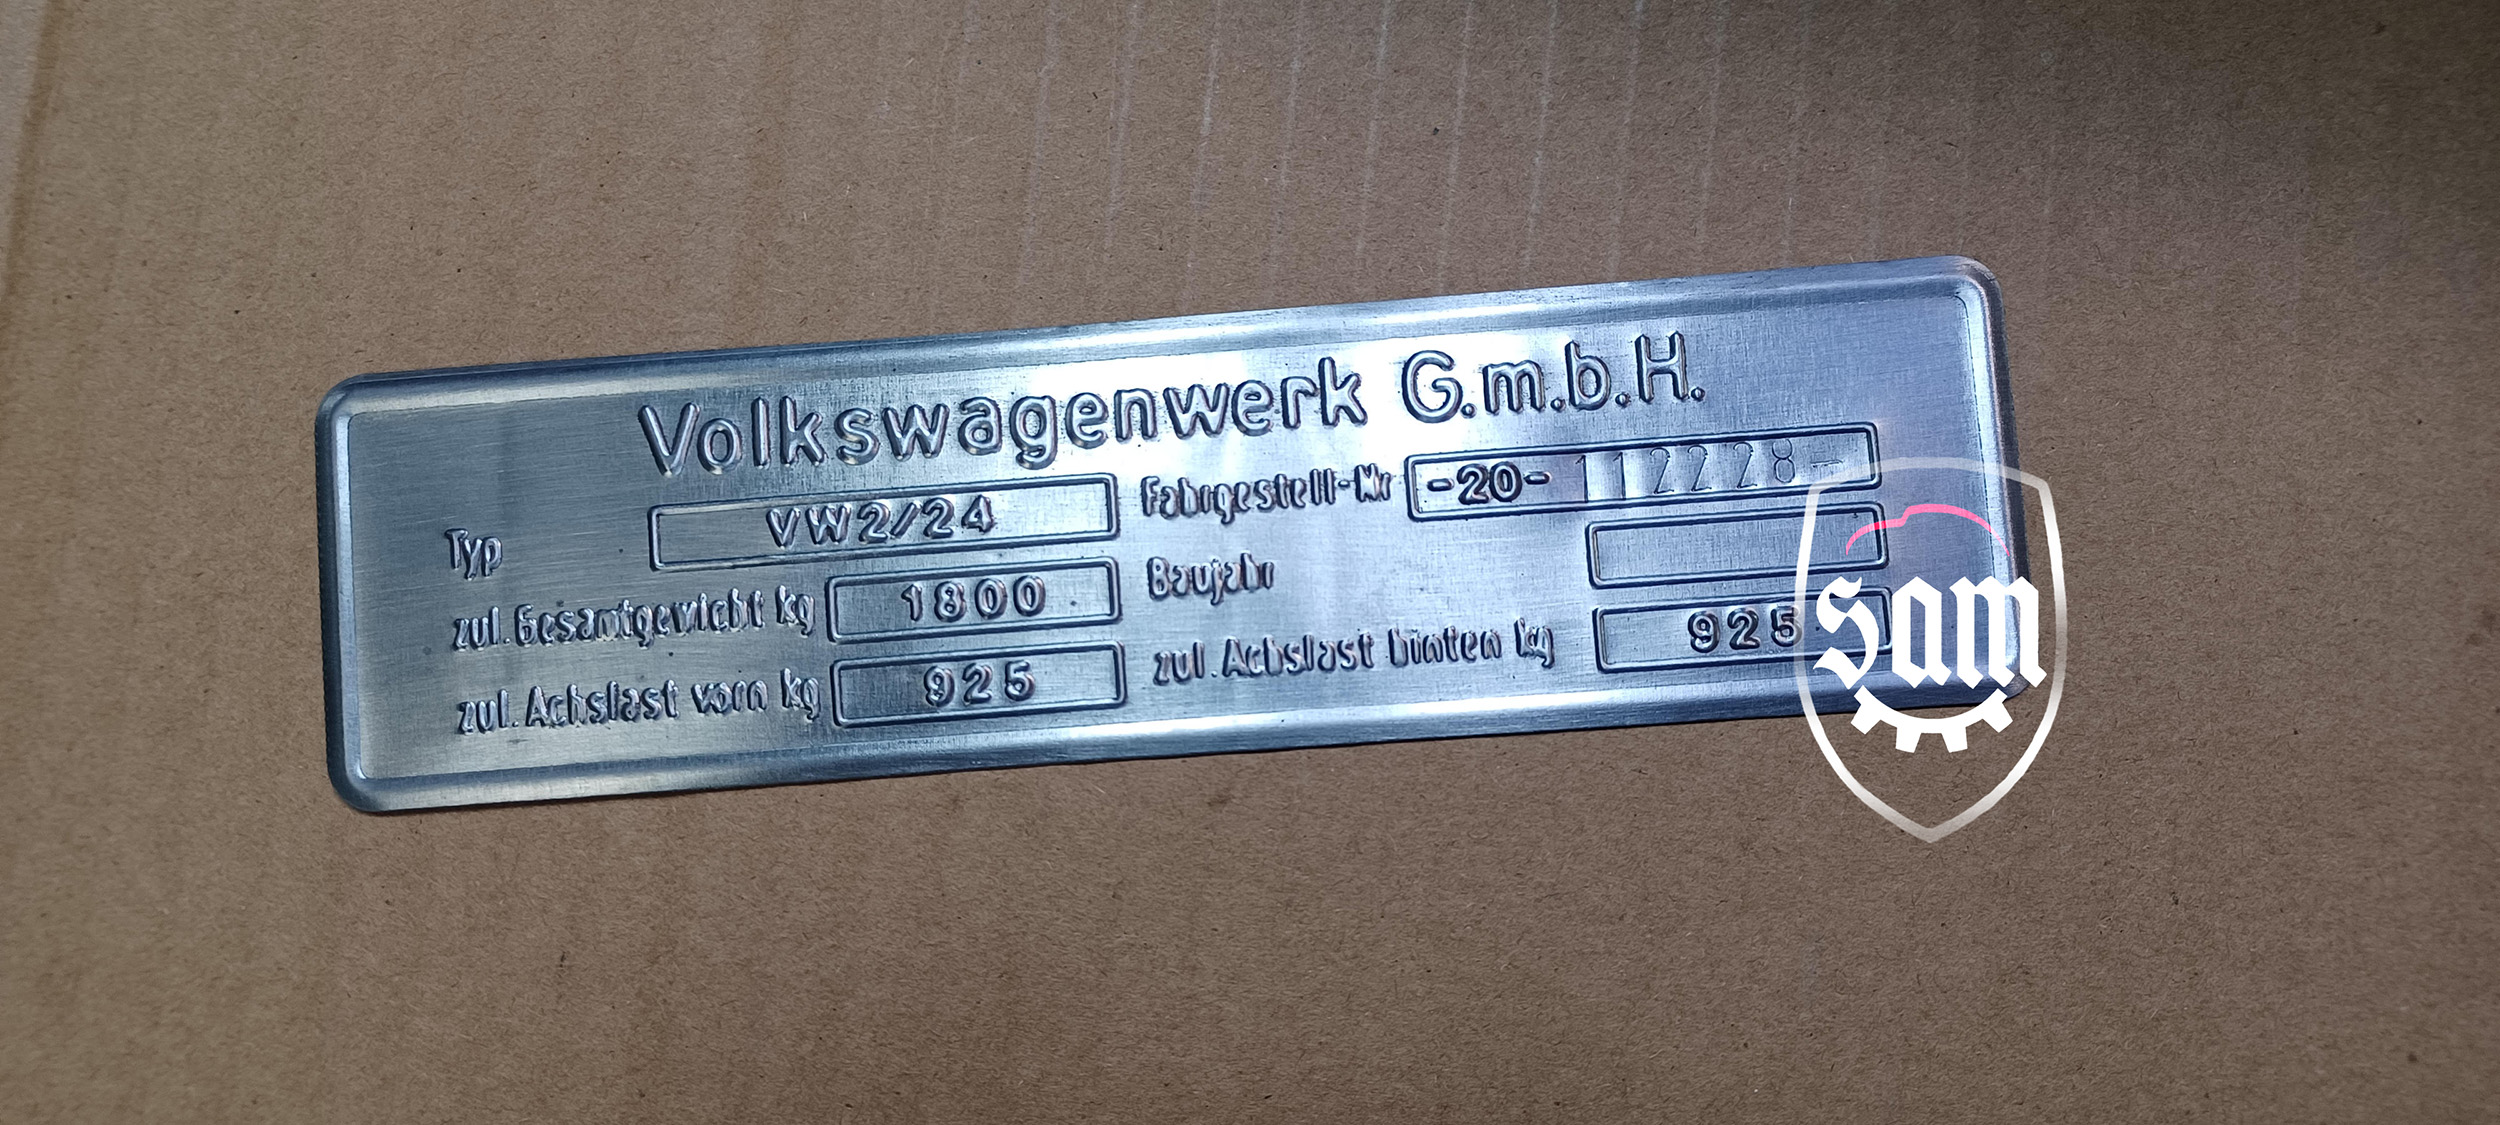 Volkswagenwerk G.m.b.H.
Typ VW2/24 Fahrgestell-Nr -20- 112228-
zul. Gesamtgewicht kg 1800 Baujahr
zul. Achslast vorn kg 925 zul. Achslast hinten kg 925
sam